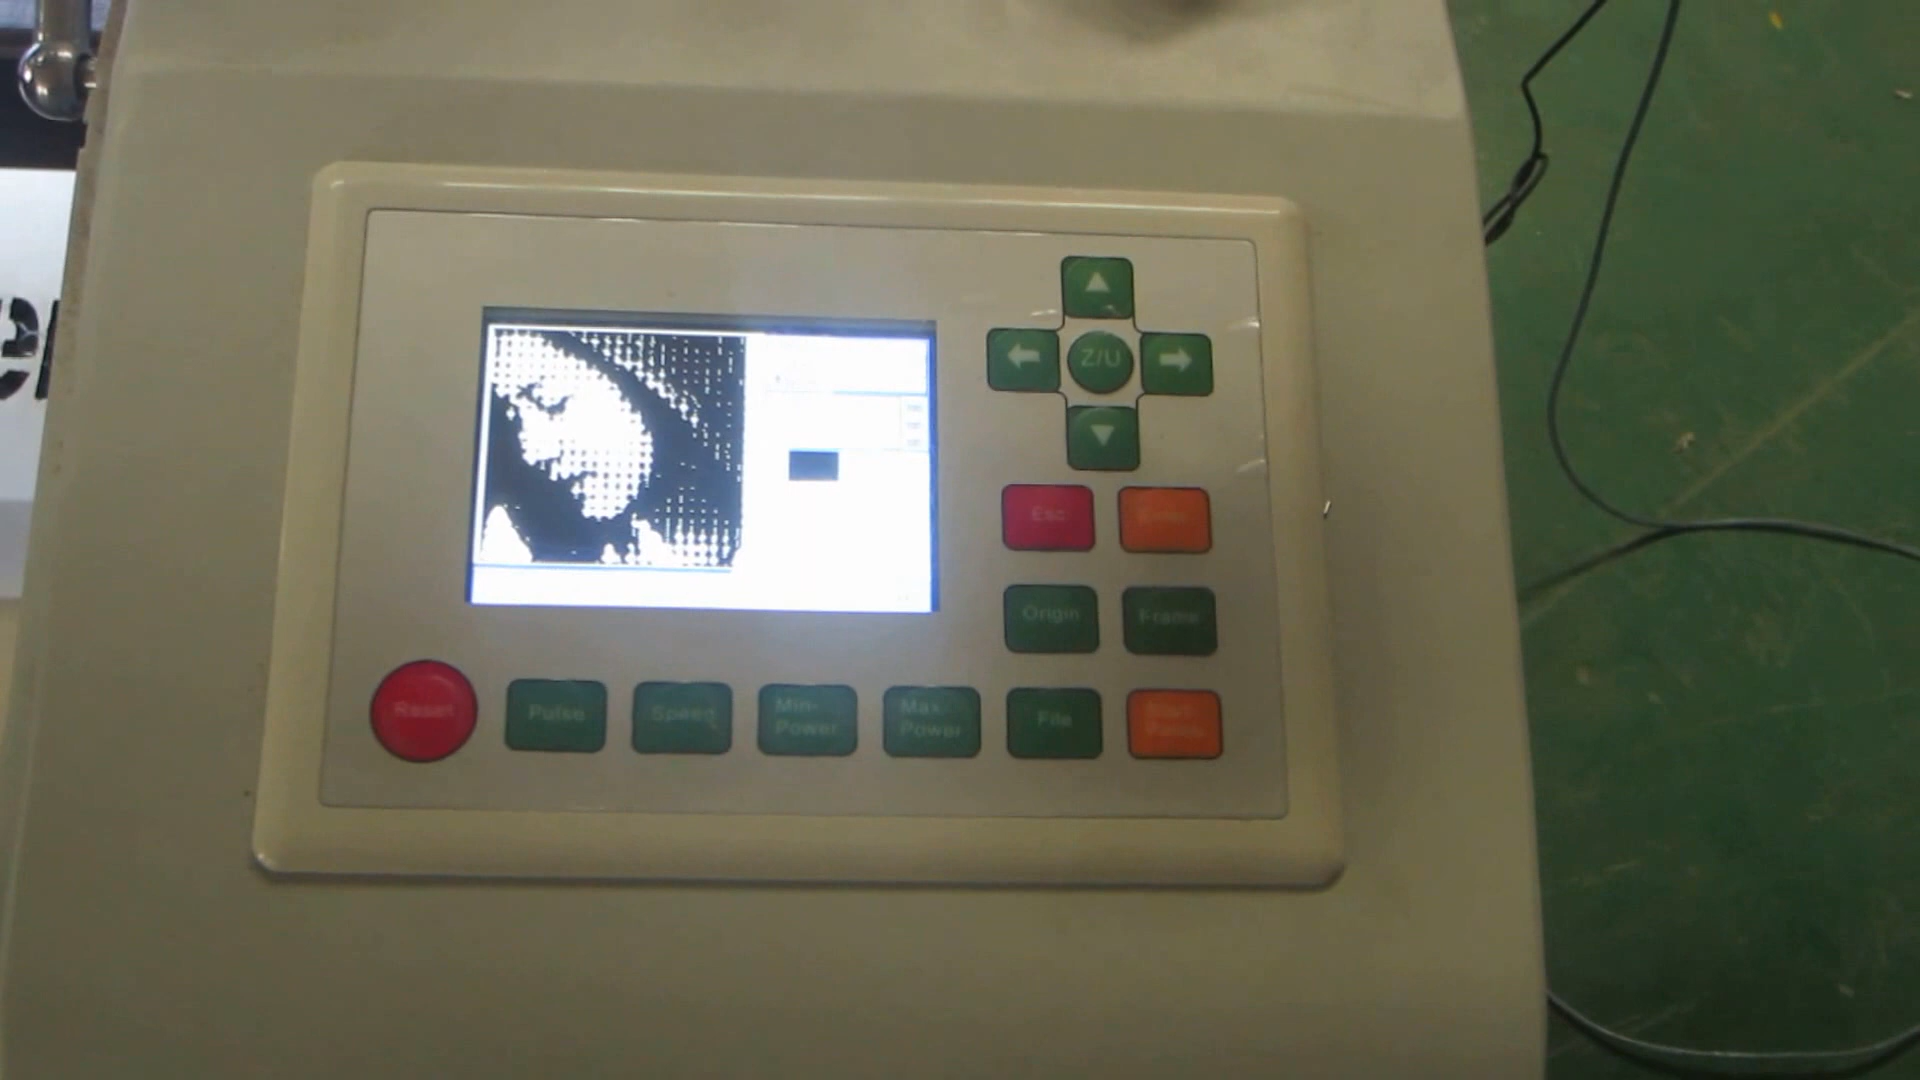 Z/U
Esc
Enter
Origin
Frame
Reset
Pulse
Speed
Min-
Power
Max
Power
File
Start
Pause